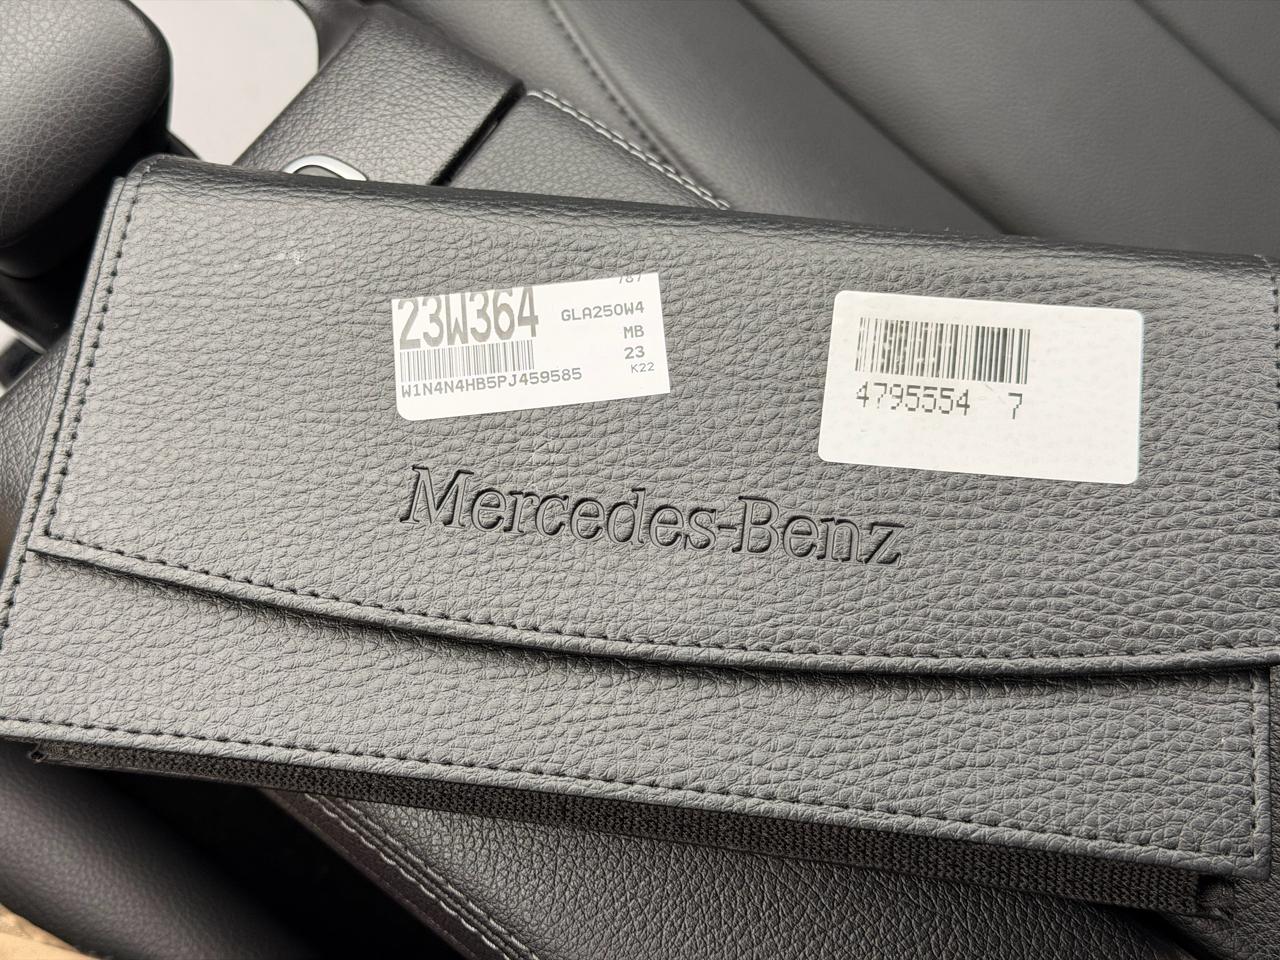 787
23W364
GLA250W4
MB
23
K22
W1N4N4HB5PJ459585
4795554 7
Mercedes-Benz